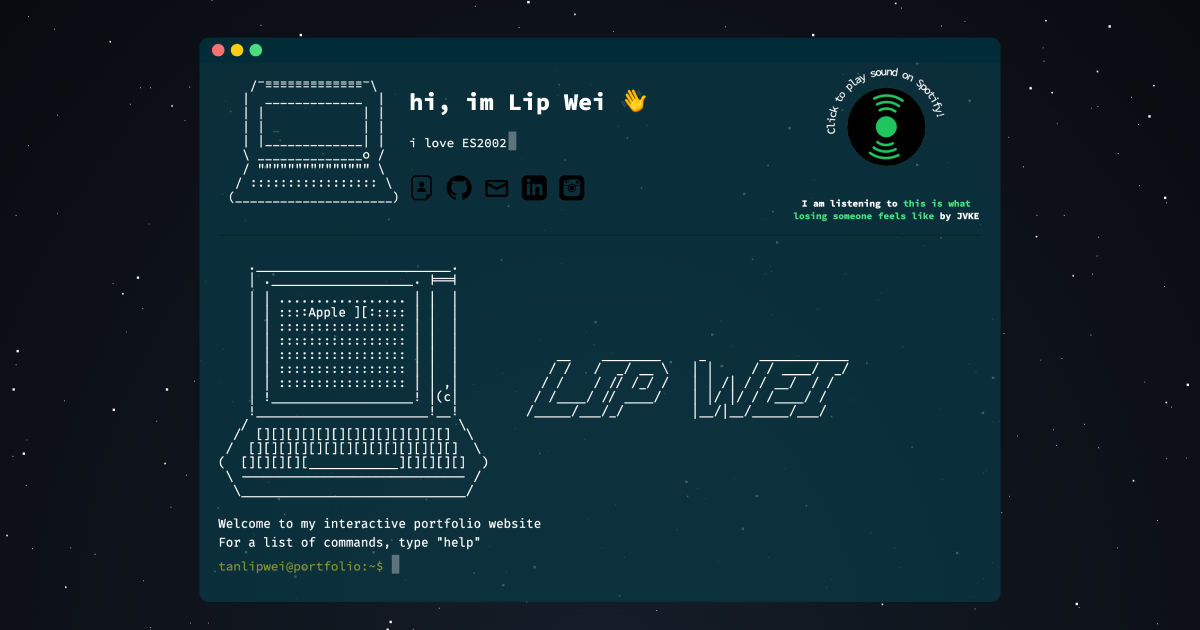 hi, im Lip Wei 👋
i love ES2002
Click to play sound on Spotify!
I am listening to this is what
losing someone feels like by JVKE
Apple ][
(c
LIP WEI
Welcome to my interactive portfolio website
For a list of commands, type "help"
tanlipwei@portfolio:~$